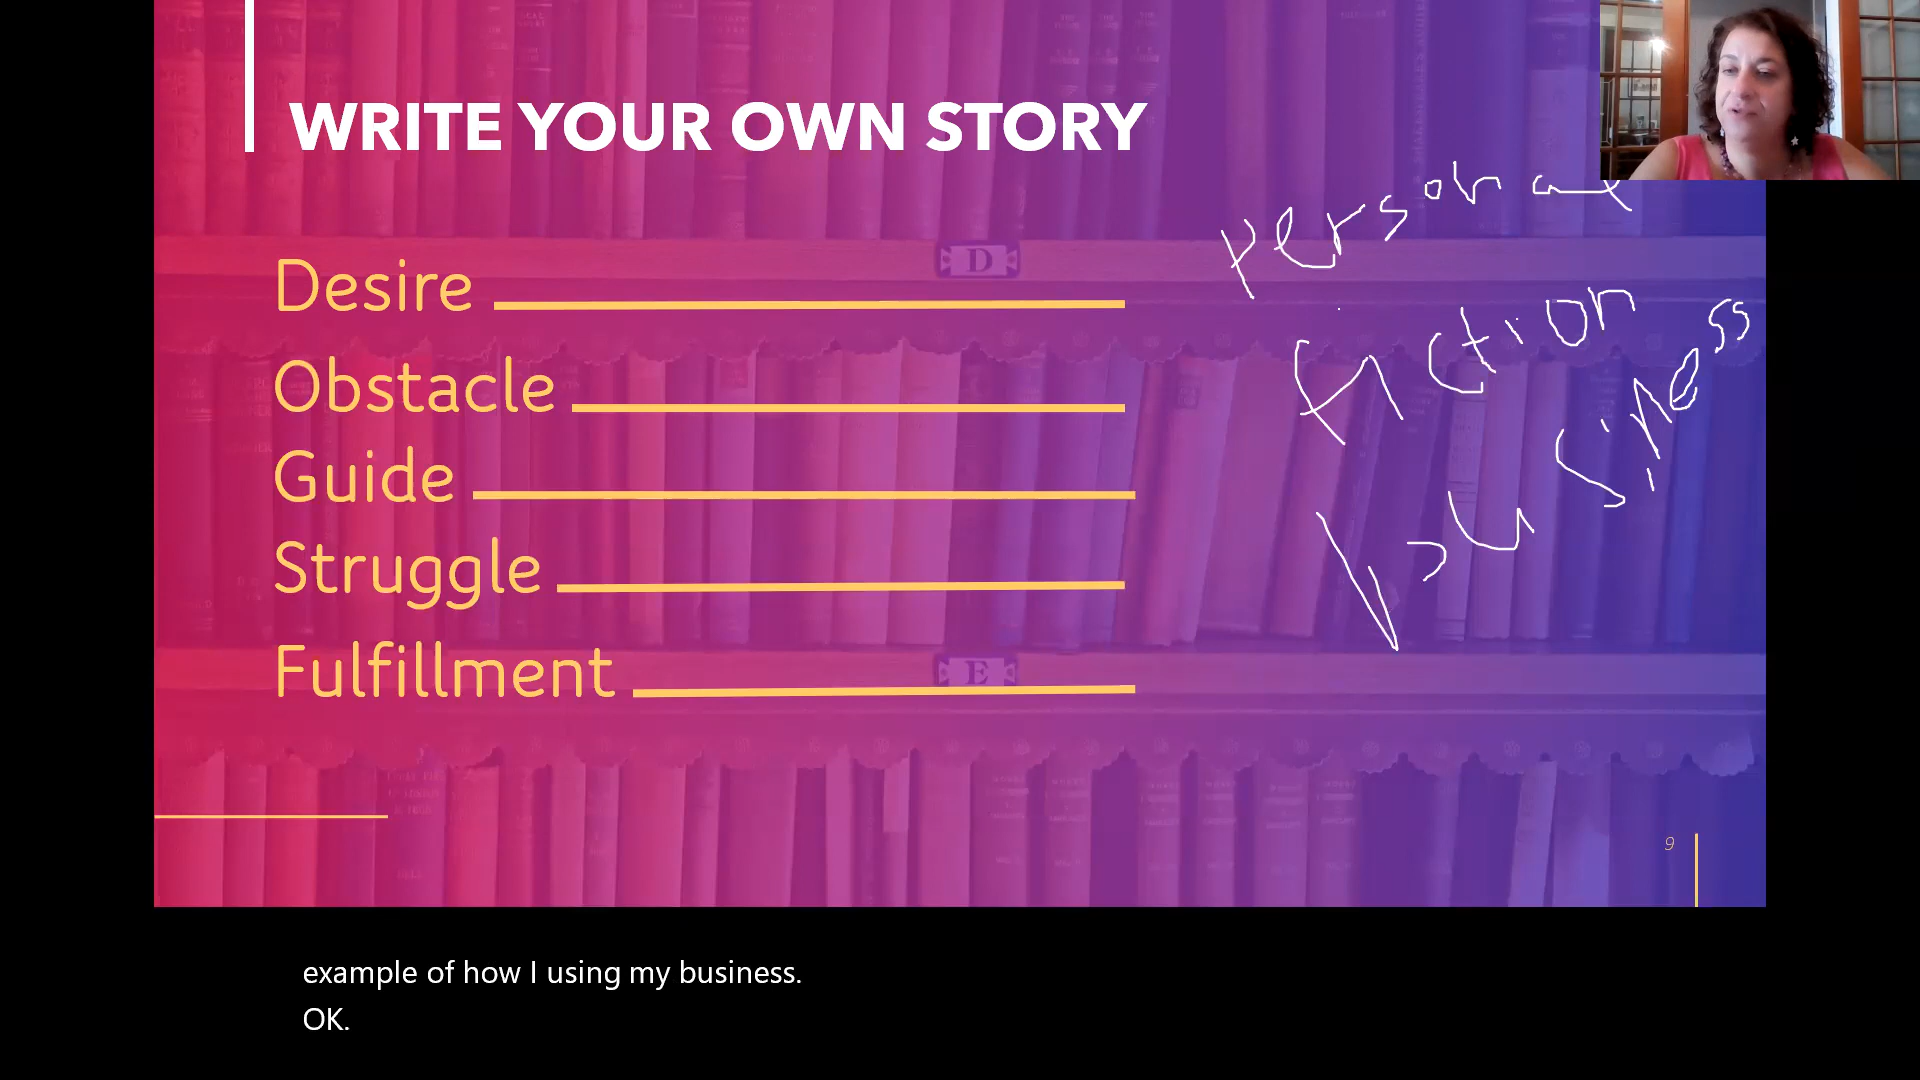 WRITE YOUR OWN STORY
personal
Desire
fiction
Obstacle
business
Guide
Struggle
Fulfillment
D
E
9
example of how I using my business.
OK.